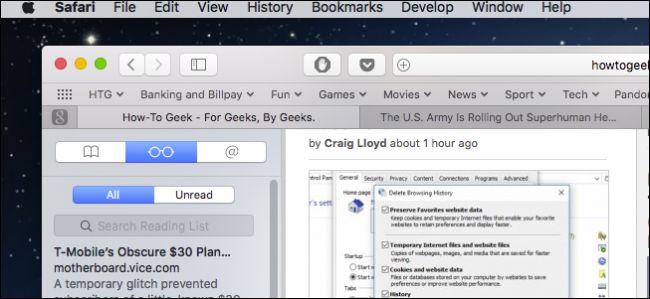 Safari File Edit View History Bookmarks Develop Window Help
howtogeek
HTG Banking and Billpay Fun Games Movies News Sport Tech Pando
8 How-To Geek - For Geeks, By Geeks. The U.S. Army Is Rolling Out Superhuman He...
@
All Unread
Search Reading List
T-Mobile's Obscure $30 Plan...
motherboard.vice.com
A temporary glitch prevented
by Craig Lloyd about 1 hour ago
General Security Privacy Content Connections Programs Advanced
Home page
Startup
Tabs
Delete Browsing History
Preserve Favorites website data
Keep cookies and temporary Internet files that enable your favorite
websites to retain preferences and display faster.
Temporary Internet files and website files
Copies of webpages, images, and media that are saved for faster
viewing.
Cookies and website data
Files or databases stored on your computer by websites to save
preferences or improve website performance.
History